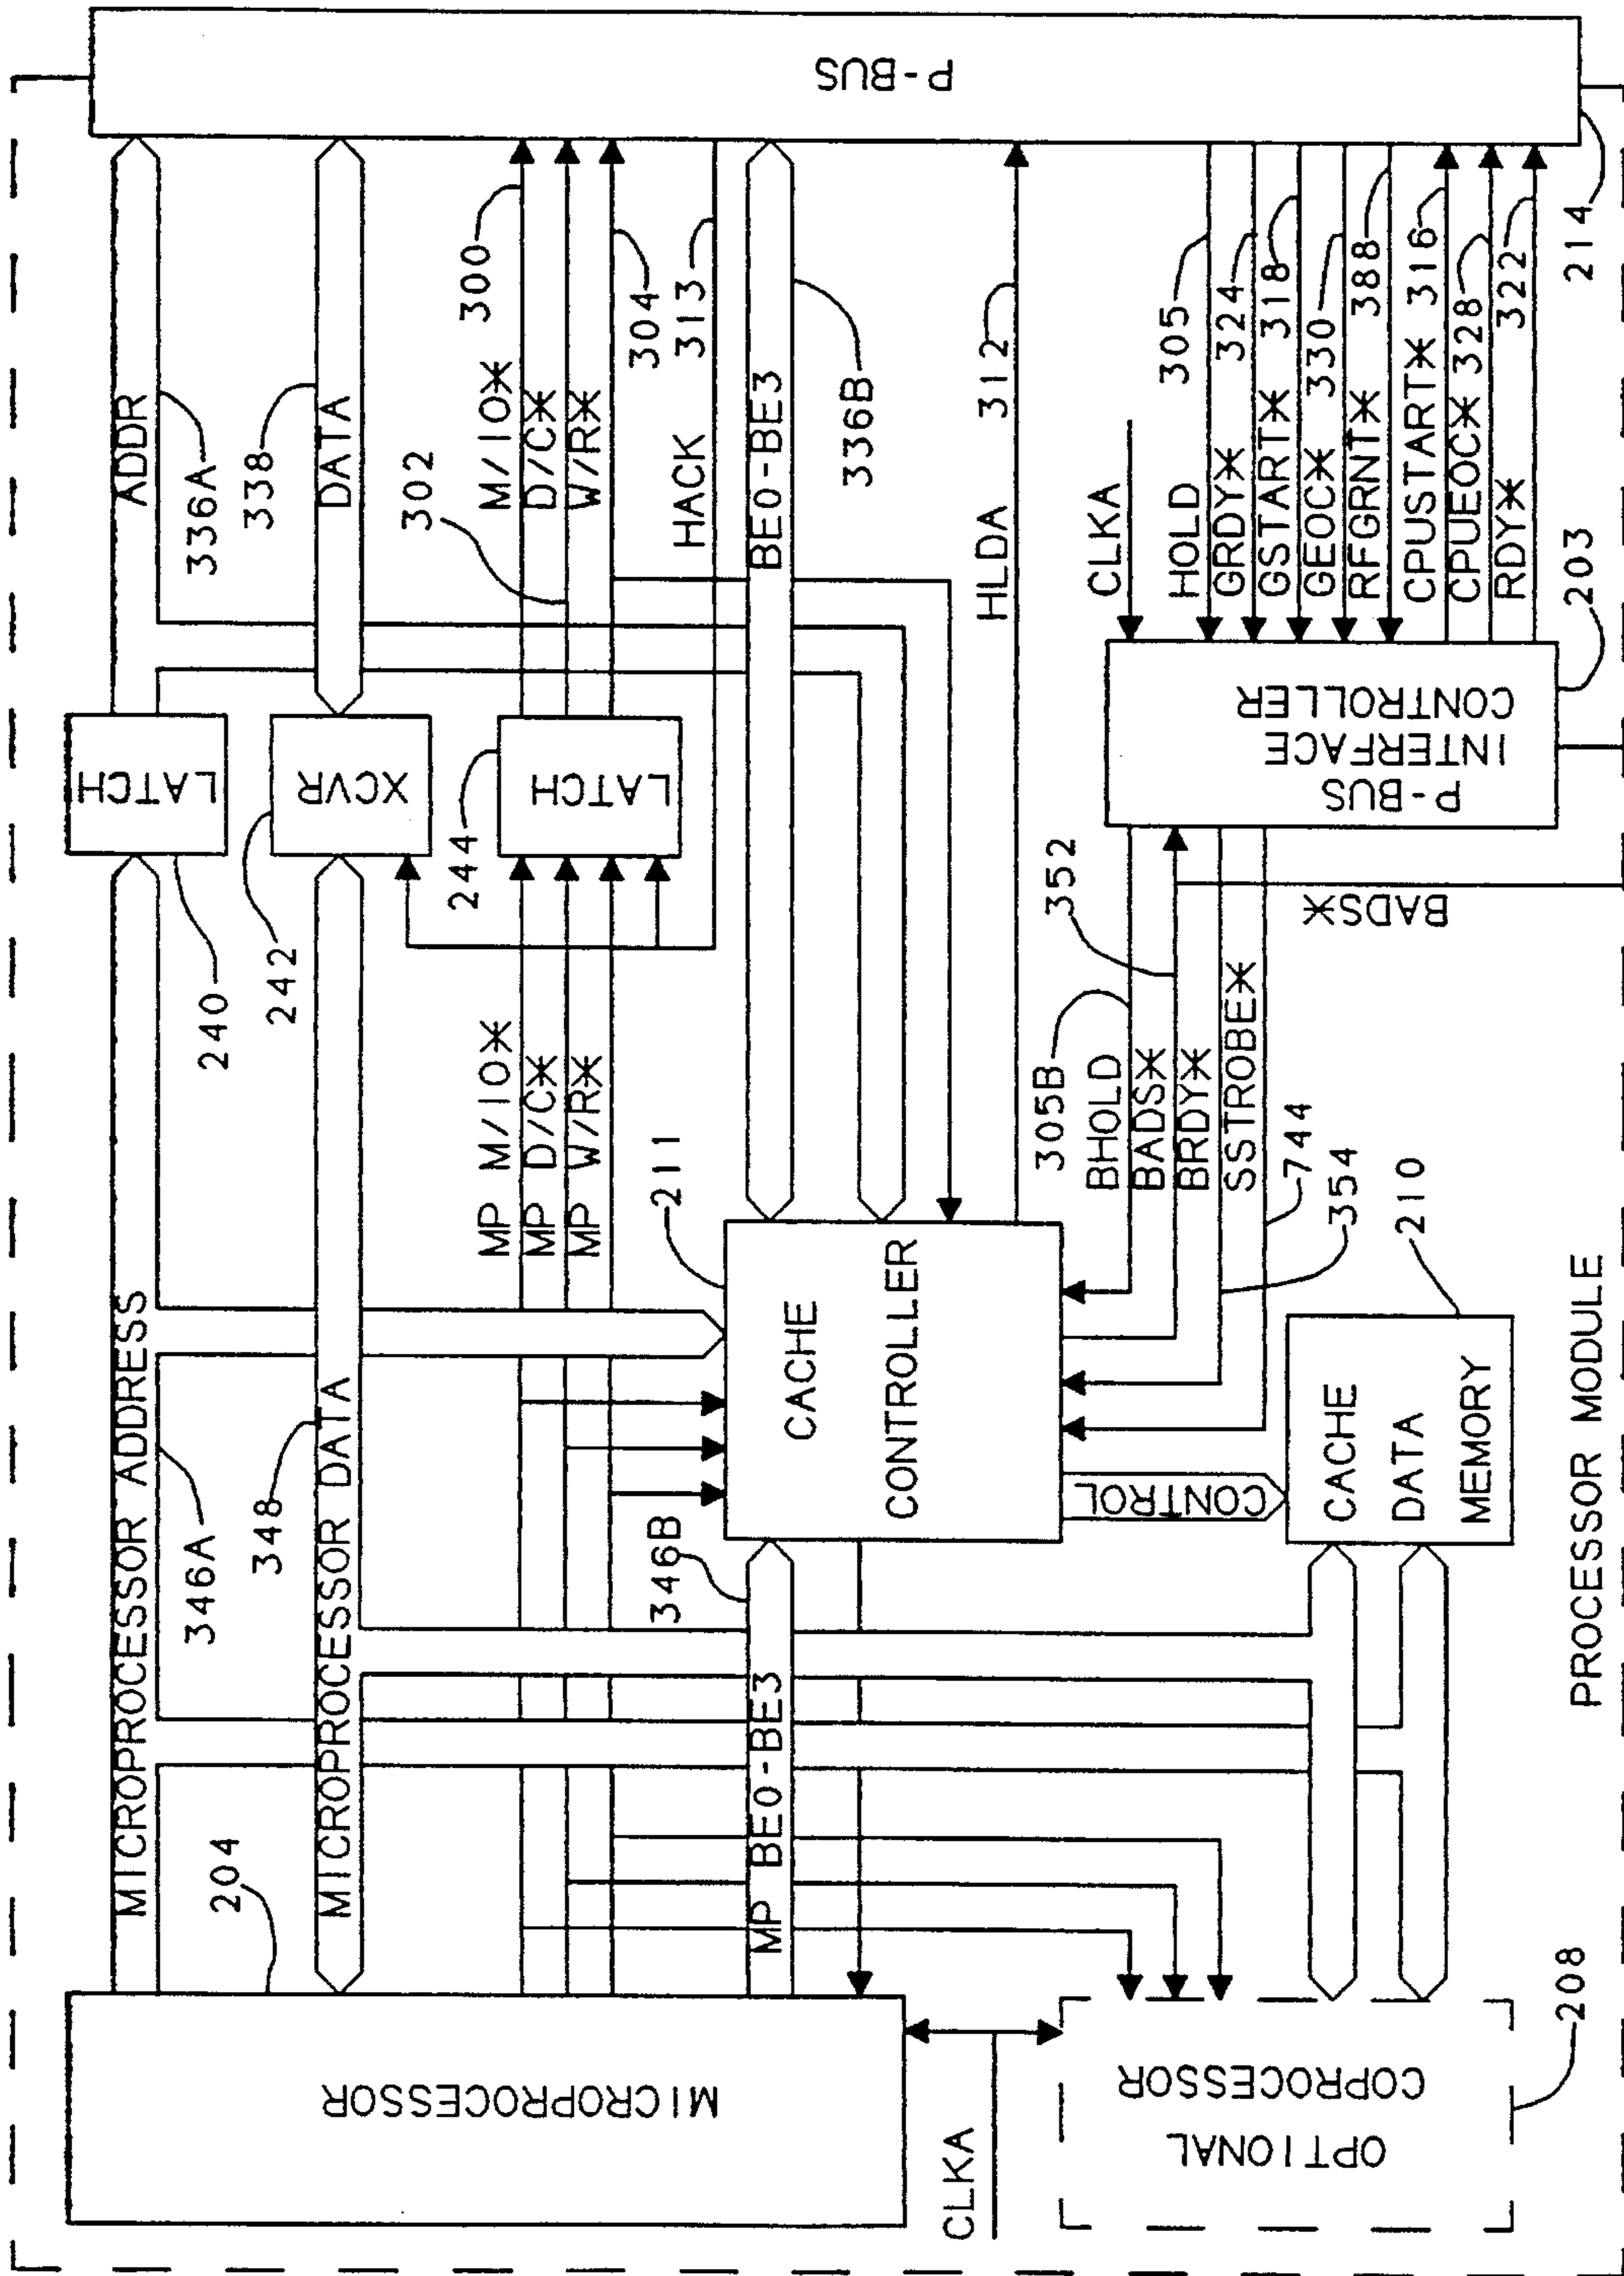 P-BUS
ADDR
336A
338
DATA
300
M/IO*
D/C*
W/R*
302
304
313
HACK
BE0-BE3
336B
HLDA
312
CLKA
305
HOLD
GRDY* 324
GSTART* 318
GEOC* 330
RFGRNT* 388
CPUSTART* 316
CPUEOC* 328
RDY* 322
214
203
LATCH
240
XCVR
242
LATCH
244
P-BUS
INTERFACE
CONTROLLER
352
BADS*
305B
BHOLD
BADS*
BRDY*
SSTROBE*
744
354
210
MP M/IO*
MP D/C*
MP W/R*
211
CACHE
CONTROLLER
CONTROL
CACHE
DATA
MEMORY
MICROPROCESSOR ADDRESS
346A
348
MICROPROCESSOR DATA
346B
MP BE0-BE3
204
MICROPROCESSOR
CLKA
OPTIONAL
COPROCESSOR
208
PROCESSOR MODULE